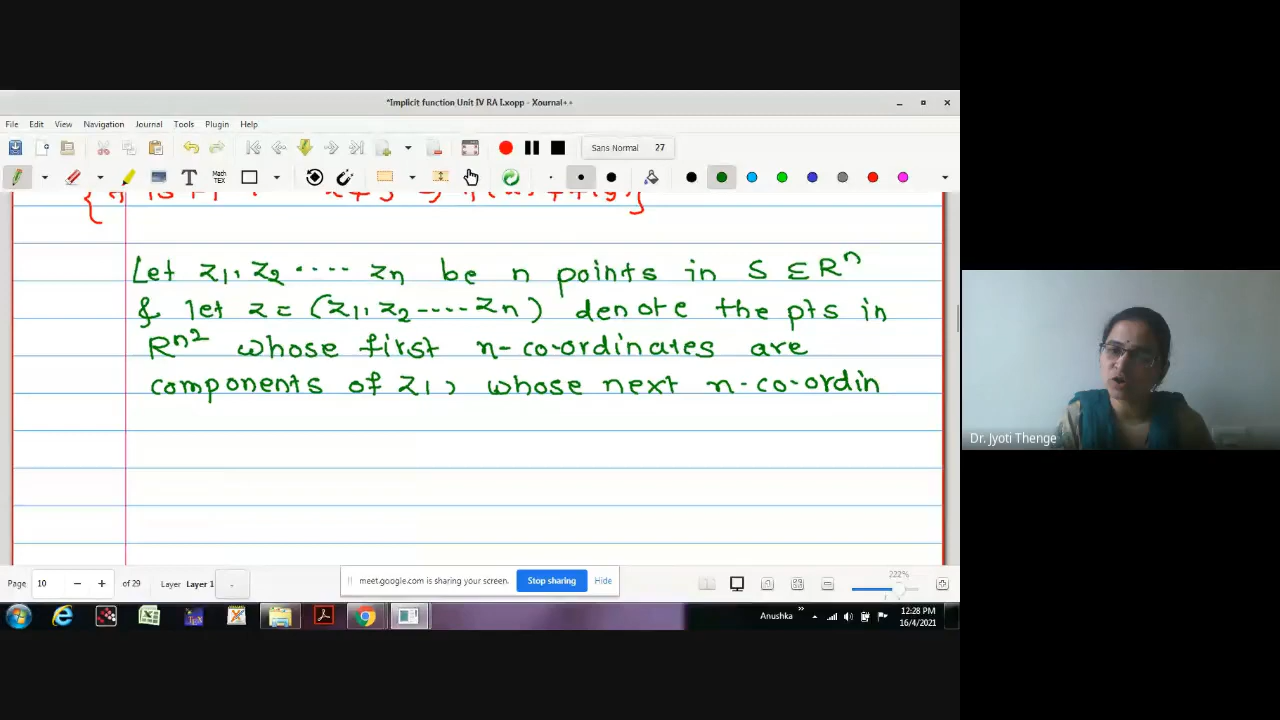 *Implicit function Unit IV RA I.xopp - Xournal++
File Edit View Navigation Journal Tools Plugin Help
Sans Normal 27
T Math TEX
Let z1, z2 ..... zn be n points in S ∈ R^n
& let z = (z1, z2 ---- zn) denote the pts in
R^n2 whose first n-co-ordinates are
components of z1, whose next n-co-ordin
Dr. Jyoti Thenge
Page 10 of 29 Layer Layer 1
meet.google.com is sharing your screen. Stop sharing Hide
222%
Anushka
12:28 PM
16/4/2021